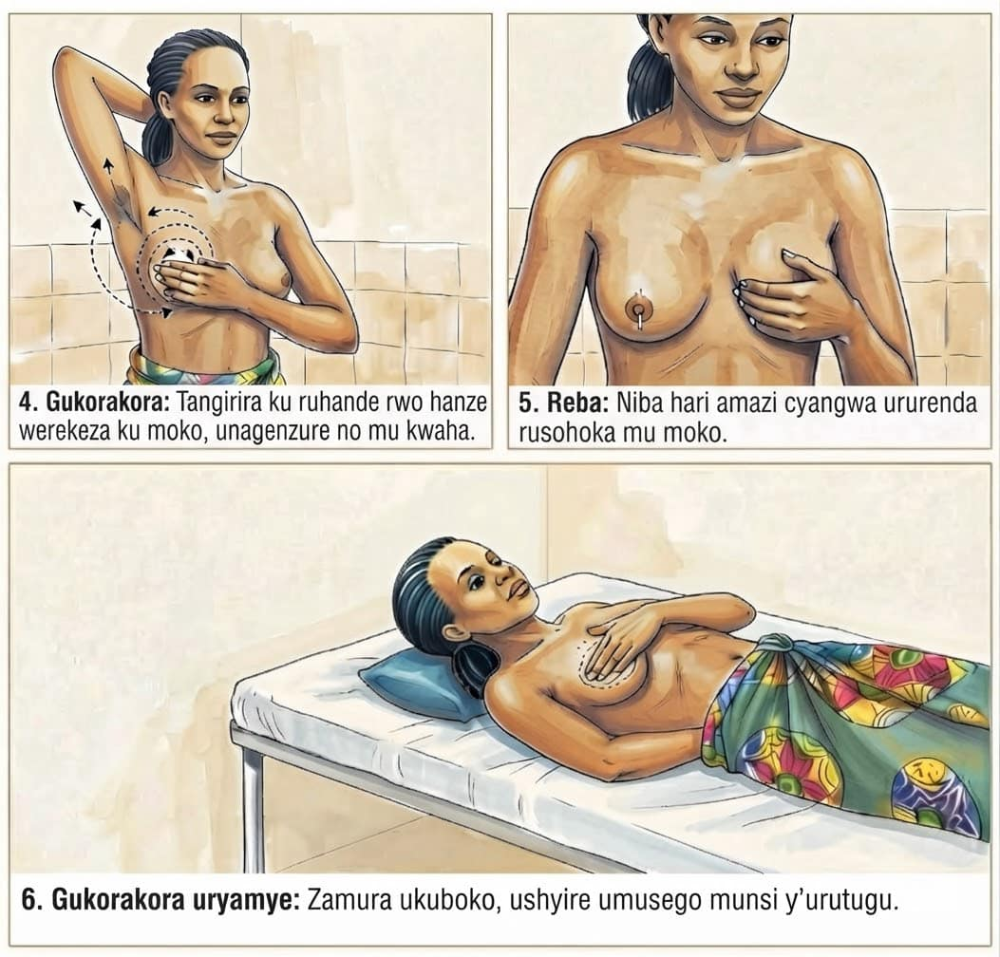 4. Gukorakora: Tangirira ku ruhande rwo hanze
werekeza ku moko, unagenzure no mu kwaha.
5. Reba: Niba hari amazi cyangwa ururenda
rusohoka mu moko.
6. Gukorakora uryamye: Zamura ukuboko, ushyire umusego munsi y'urutugu.